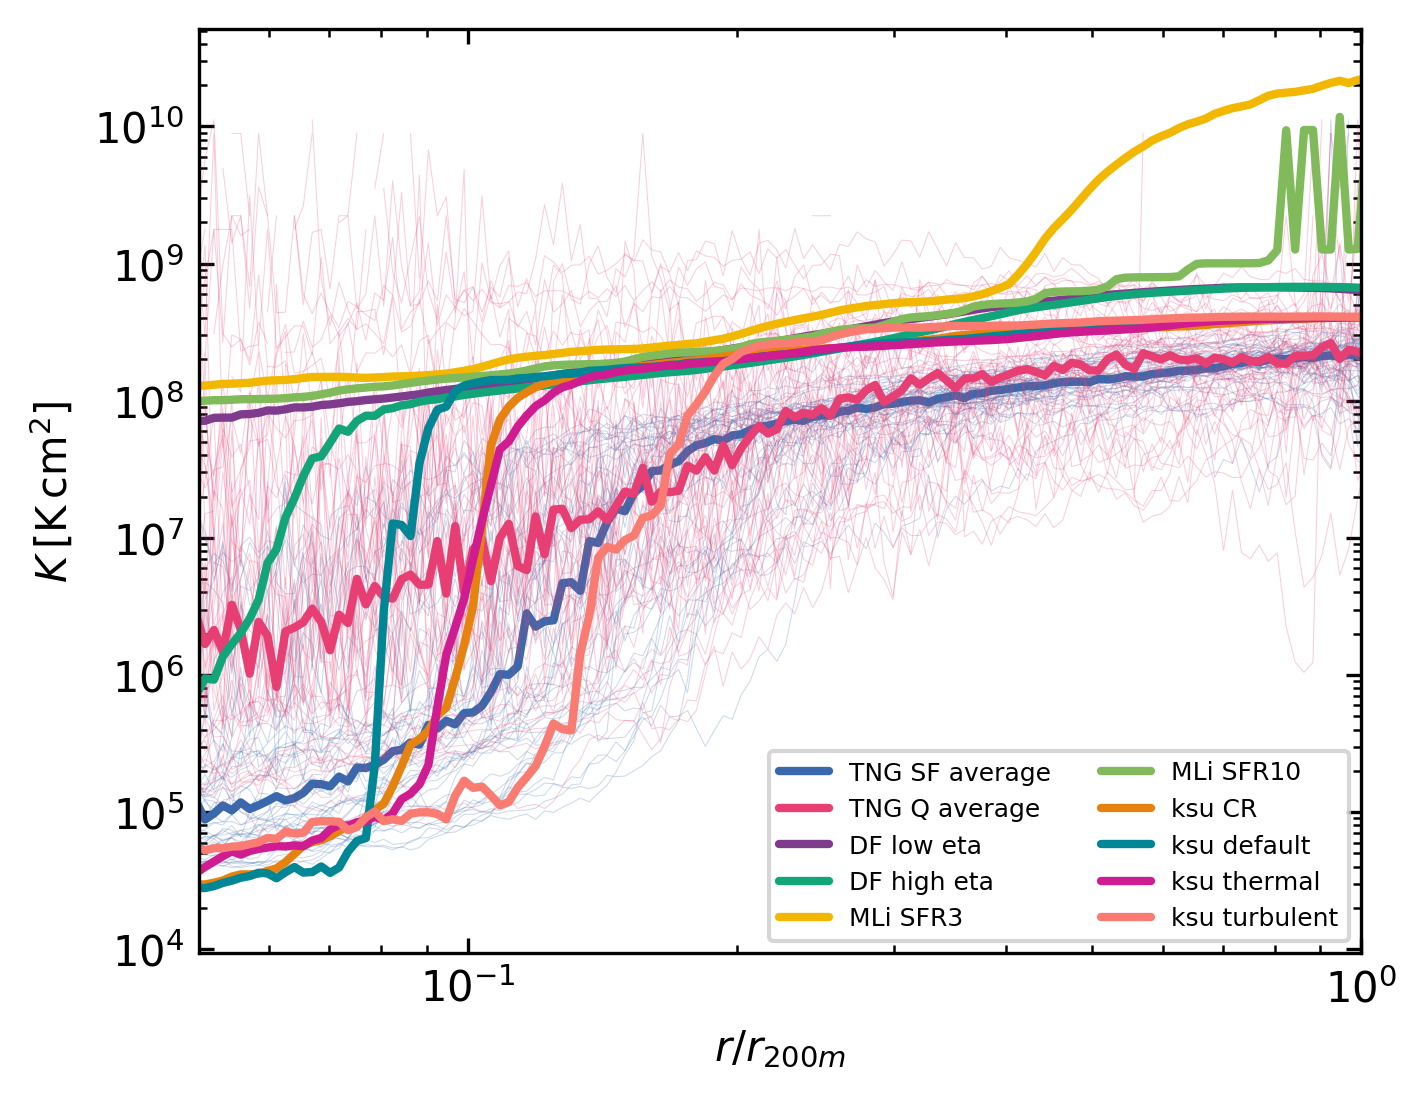 10^10
10^9
10^8
10^7
10^6
10^5
10^4
K [K cm^2]
TNG SF average
TNG Q average
DF low eta
DF high eta
MLi SFR3
MLi SFR10
ksu CR
ksu default
ksu thermal
ksu turbulent
10^−1
10^0
r/r_200m